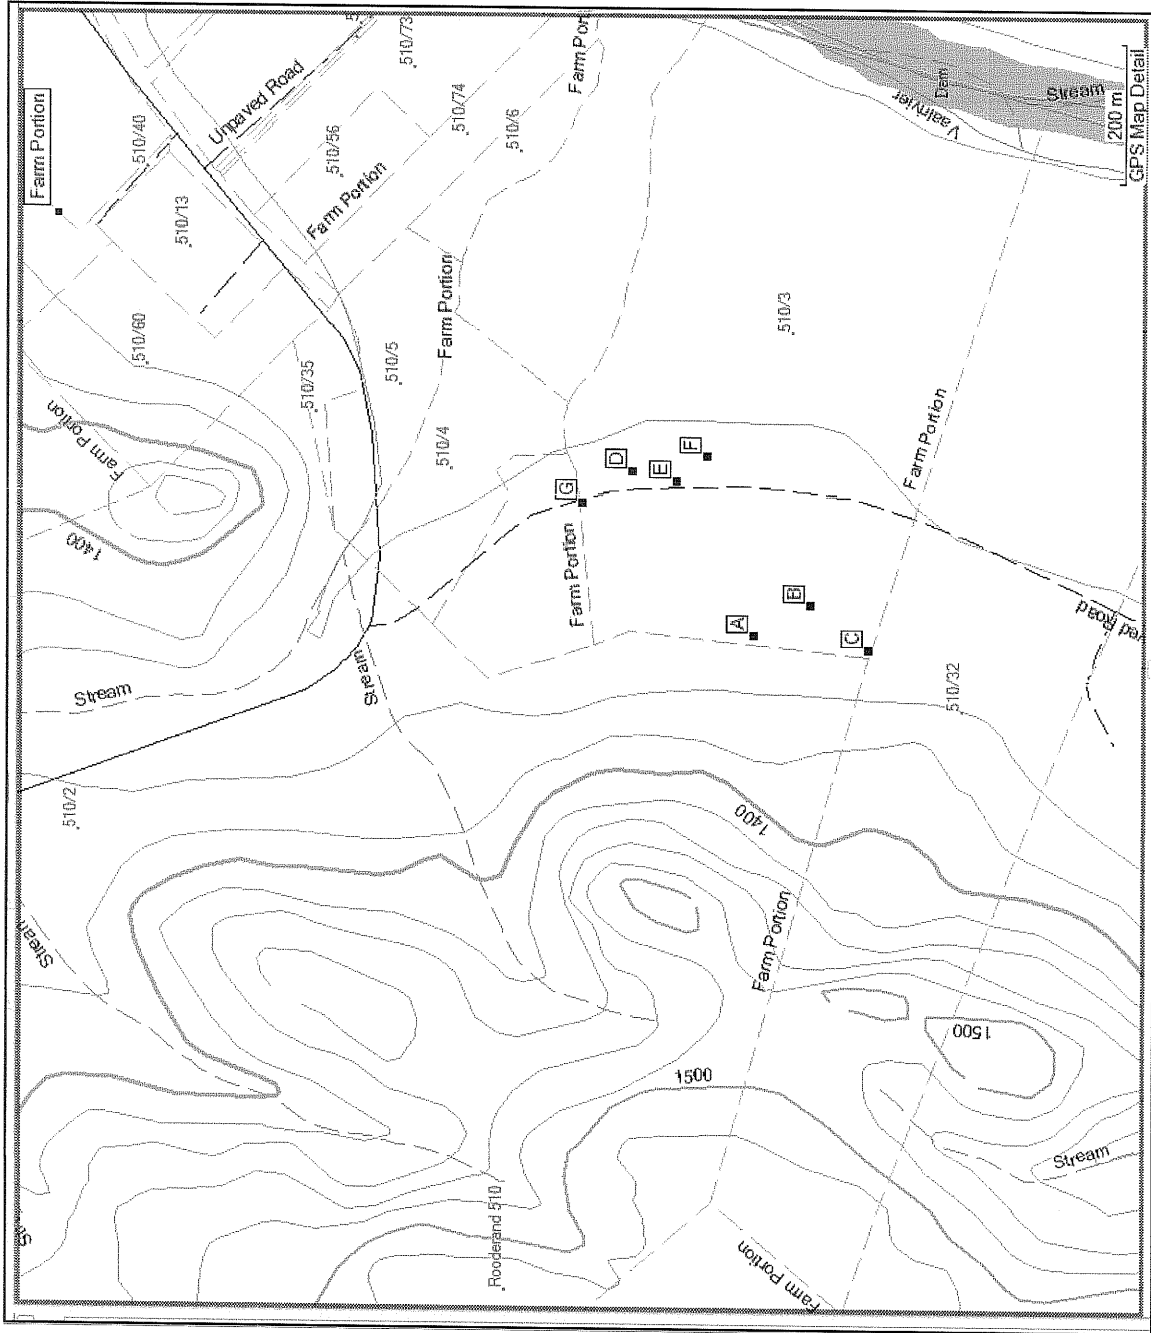 Farm Portion
510/40
510/13
Unpaved Road
510/73
510/56
510/74
510/6
Farm Portion
Farm Por
510/60
Farm Portion
510/35
510/5
Farm Portion
510/4
1400
510/3
Vaalrivier
Dam
Stream
200 m
GPS Map Detail
D
E
F
G
Farm Portion
Farm Portion
A
B
C
Stream
Stream
510/2
510/32
ved Road
1400
Farm Portion
Stream
1500
1500
Stream
Rooderand 510
Farm Portion